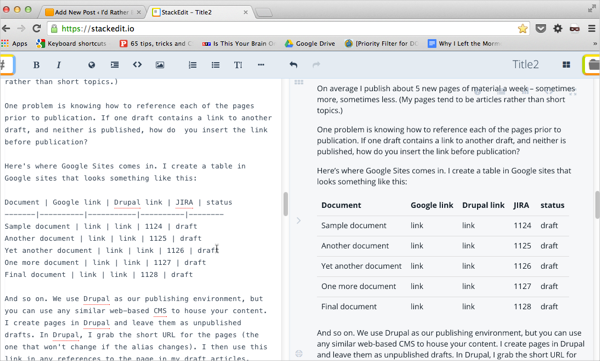 Add New Post ‹ I'd Rather
StackEdit – Title2
https://stackedit.io
Apps
Keyboard shortcuts
65 tips, tricks and
Is This Your Brain O
Google Drive
[Priority Filter for DC
Why I Left the Morm
#
B
I
Title2
rather than short topics.)
One problem is knowing how to reference each of the pages
prior to publication. If one draft contains a link to another
draft, and neither is published, how do  you insert the link
before publication?
Here's where Google Sites comes in. I create a table in
Google sites that looks something like this:
Document | Google link | Drupal link | JIRA | status
-------|----------|----------|----------|--------
Sample document | link | link | 1124 | draft
Another document | link | link | 1125 | draft
Yet another document | link | link | 1126 | draft
One more document | link | link | 1127 | draft
Final document | link | link | 1128 | draft
And so on. We use Drupal as our publishing environment, but
you can use any similar web-based CMS to house your content.
I create pages in Drupal and leave them as unpublished
drafts. In Drupal, I grab the short URL for the pages (the
one that won't change if the alias changes). I then use this
link in any references to the page in my draft articles.
On average I publish about 5 new pages of material a week – sometimes
more, sometimes less. (My pages tend to be articles rather than short
topics.)
One problem is knowing how to reference each of the pages prior to
publication. If one draft contains a link to another draft, and neither is
published, how do you insert the link before publication?
Here's where Google Sites comes in. I create a table in Google sites that
looks something like this:
Document Google link Drupal link JIRA status
Sample document link link 1124 draft
Another document link link 1125 draft
Yet another document link link 1126 draft
One more document link link 1127 draft
Final document link link 1128 draft
And so on. We use Drupal as our publishing environment, but you can use
any similar web-based CMS to house your content. I create pages in Drupal
and leave them as unpublished drafts. In Drupal, I grab the short URL for